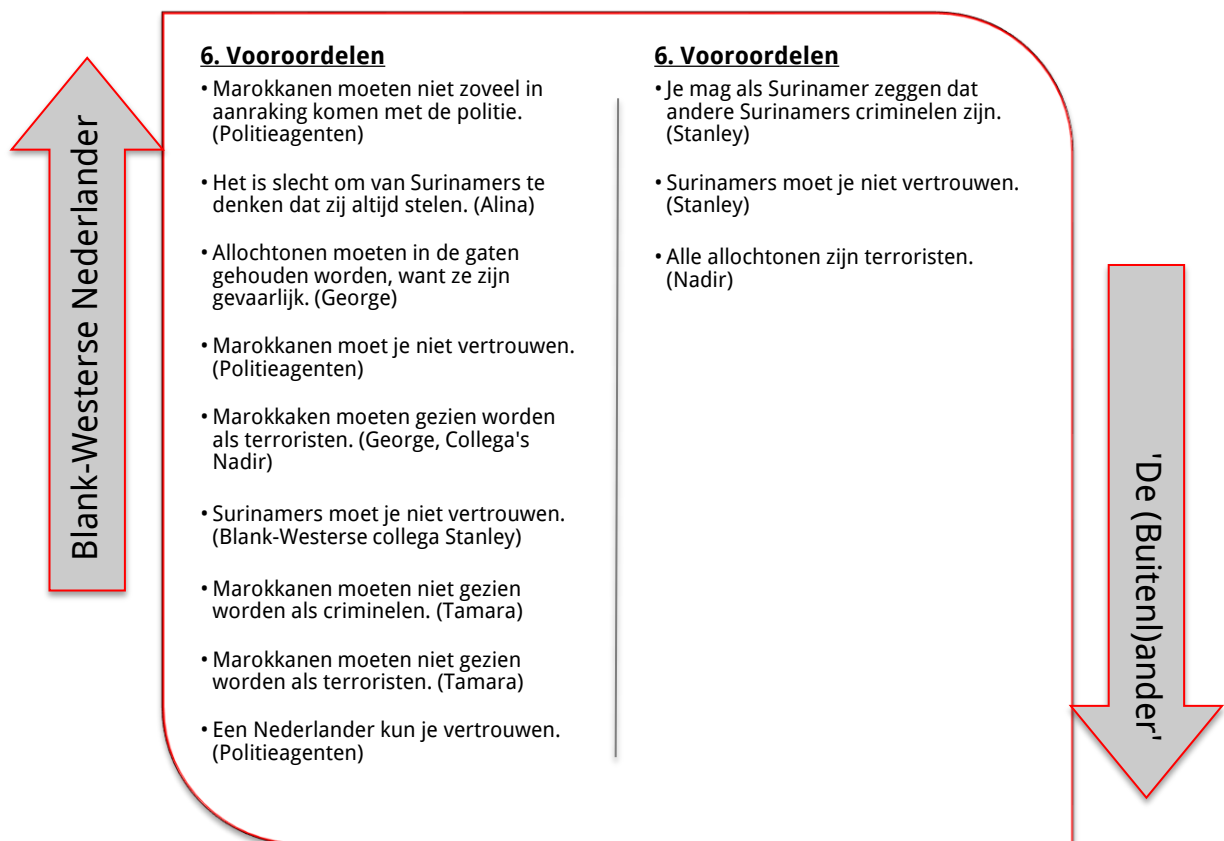 Blank-Westerse Nederlander
6. Vooroordelen
• Marokkanen moeten niet zoveel in
aanraking komen met de politie.
(Politieagenten)
• Het is slecht om van Surinamers te
denken dat zij altijd stelen. (Alina)
• Allochtonen moeten in de gaten
gehouden worden, want ze zijn
gevaarlijk. (George)
• Marokkanen moet je niet vertrouwen.
(Politieagenten)
• Marokkaken moeten gezien worden
als terroristen. (George, Collega's
Nadir)
• Surinamers moet je niet vertrouwen.
(Blank-Westerse collega Stanley)
• Marokkanen moeten niet gezien
worden als criminelen. (Tamara)
• Marokkanen moeten niet gezien
worden als terroristen. (Tamara)
• Een Nederlander kun je vertrouwen.
(Politieagenten)
6. Vooroordelen
• Je mag als Surinamer zeggen dat
andere Surinamers criminelen zijn.
(Stanley)
• Surinamers moet je niet vertrouwen.
(Stanley)
• Alle allochtonen zijn terroristen.
(Nadir)
'De (Buitenl)ander'